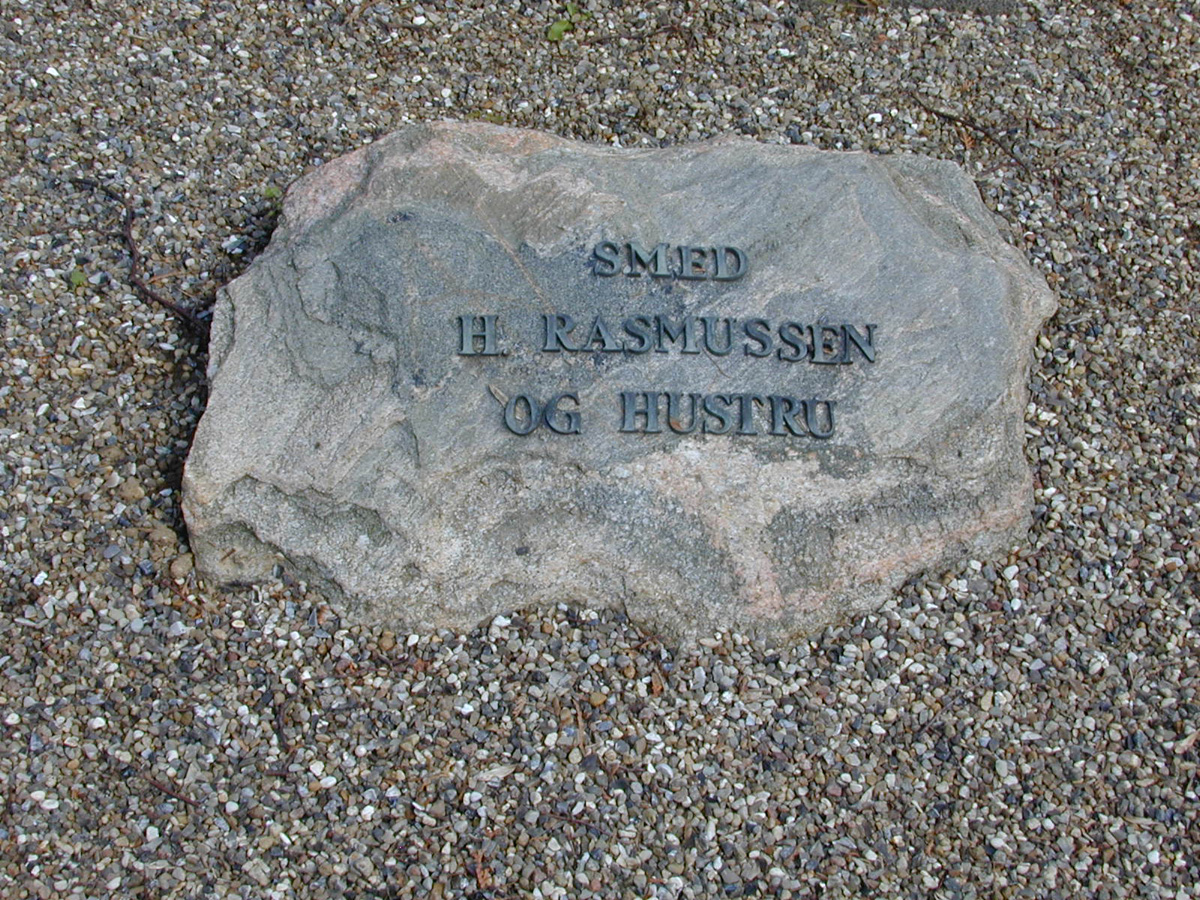 SMED
H. RASMUSSEN
OG HUSTRU